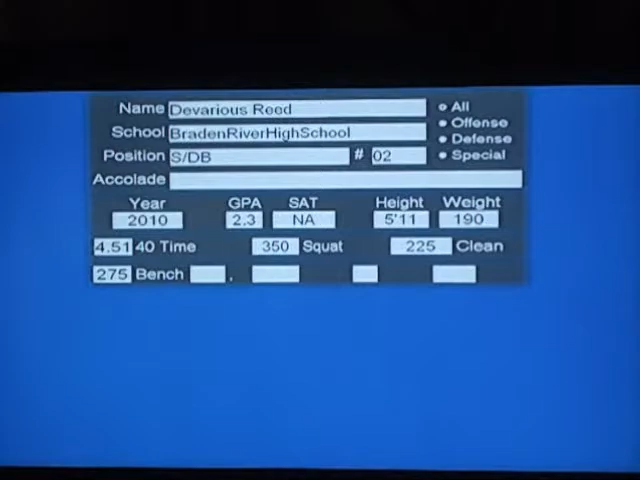 Name Devarious Reed All
Offense
School BradenRiverHighSchool
Defense
Position S/DB # 02 Special
Accolade
Year GPA SAT Height Weight
2010 2.3 NA 5'11 190
4.51 40 Time 350 Squat 225 Clean
275 Bench .